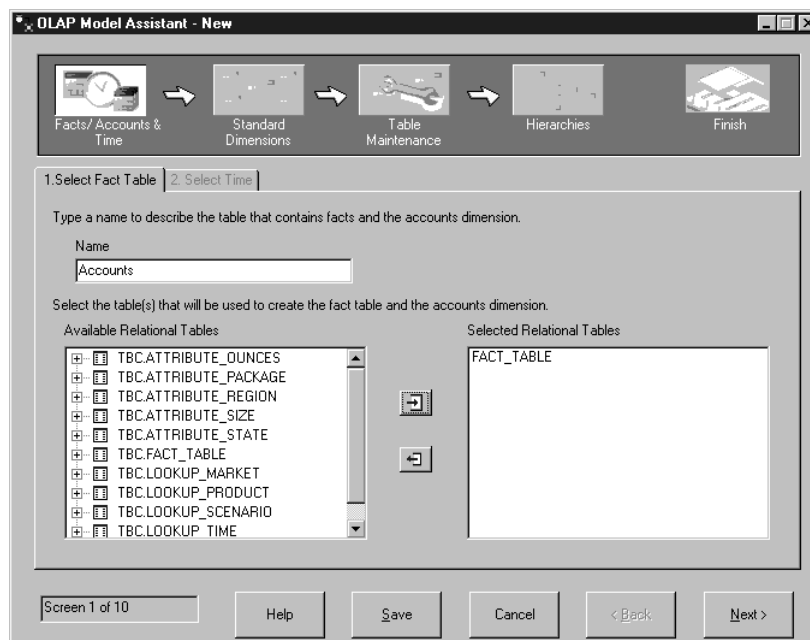 OLAP Model Assistant - New
Facts/Accounts & Time
Standard Dimensions
Table Maintenance
Hierarchies
Finish
1.Select Fact Table
2. Select Time
Type a name to describe the table that contains facts and the accounts dimension.
Name
Accounts
Select the table(s) that will be used to create the fact table and the accounts dimension.
Available Relational Tables
TBC.ATTRIBUTE_OUNCES
TBC.ATTRIBUTE_PACKAGE
TBC.ATTRIBUTE_REGION
TBC.ATTRIBUTE_SIZE
TBC.ATTRIBUTE_STATE
TBC.FACT_TABLE
TBC.LOOKUP_MARKET
TBC.LOOKUP_PRODUCT
TBC.LOOKUP_SCENARIO
TBC.LOOKUP_TIME
Selected Relational Tables
FACT_TABLE
Screen 1 of 10
Help
Save
Cancel
< Back
Next >